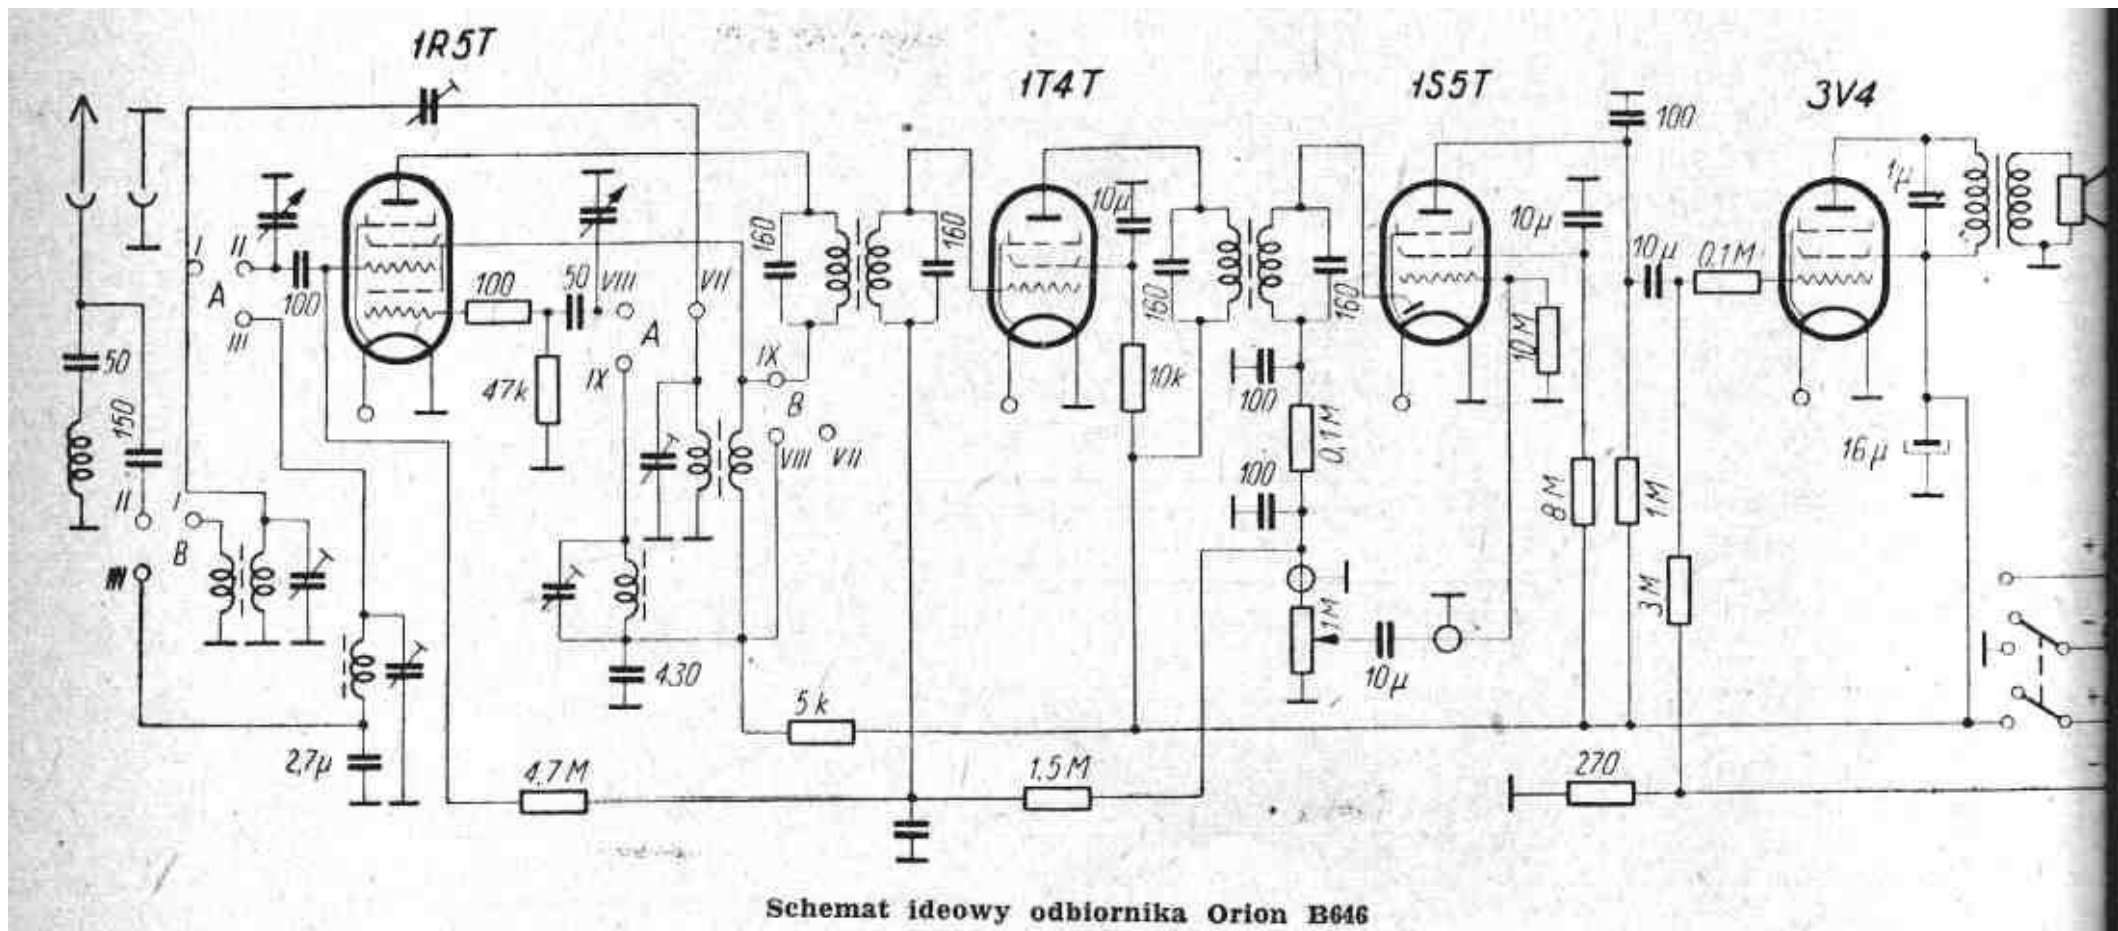 1R5T
1T4T
1S5T
3V4
100
I
II
A
III
100
100
50
VIII
VII
A
IX
47k
50
150
II
I
B
160
160
IX
B
VIII
VII
10μ
160
10k
160
10μ
10M
10μ
0.1M
1μ
16μ
100
0,1M
100
8M
1M
3M
1M
10μ
430
2,7μ
5k
4,7M
1,5M
270
+
-
+
-
Schemat ideowy odbiornika Orion B646